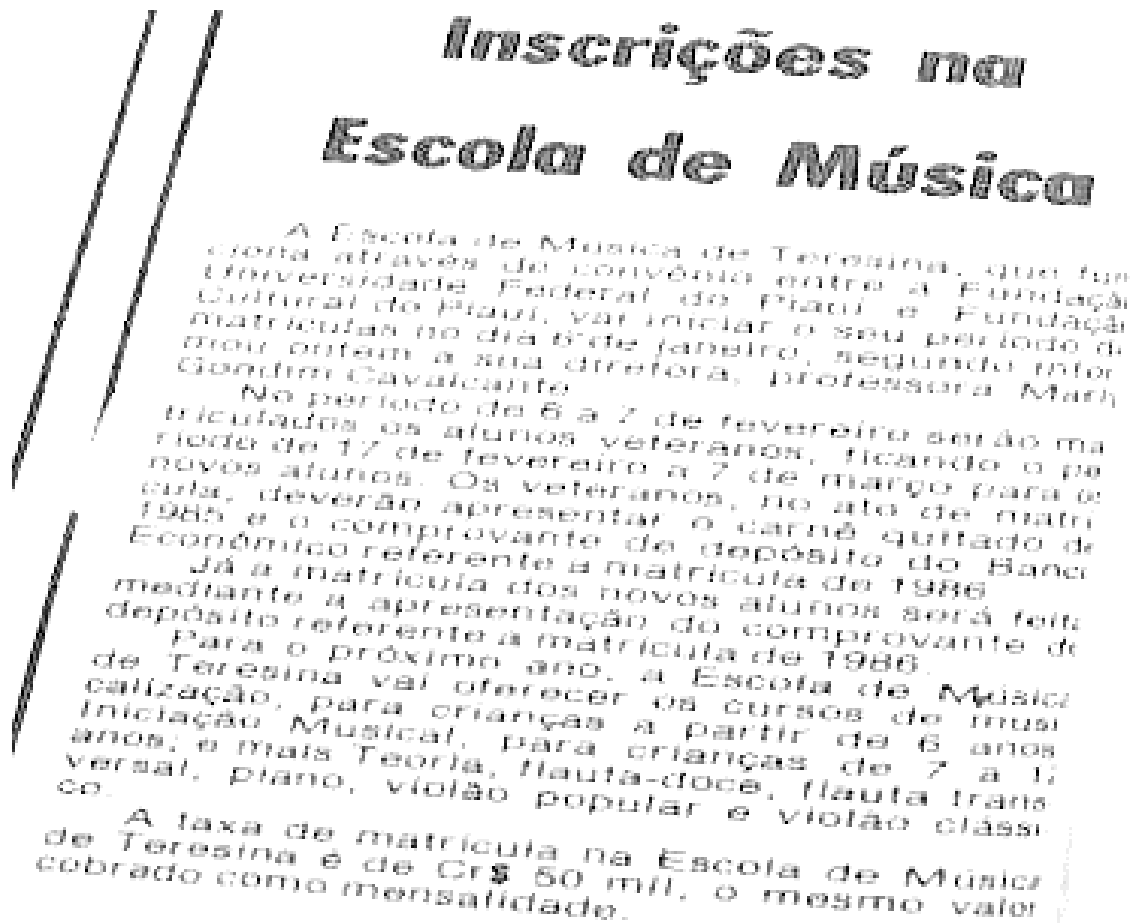 Inscrições na
Escola de Música
A Escola de Música de Teresina, que fun
ciona através de convênio entre a Fundaçã
Universidade Federal do Piauí e Fundaçã
Cultural do Piauí, vai iniciar o seu período d
matrículas no dia 6 de janeiro, segundo infor
mou ontem a sua diretora, professora
Gondim Cavalcante
No período de 6 a 7 de fevereiro serão ma
triculados os alunos veteranos, ficando o pe
ríodo de 17 de fevereiro a 7 de março para os
novos alunos. Os veteranos, no ato de matrí
cula, deverão apresentar o carnê quitado de
1985 e o comprovante de depósito do Banc
Econômico referente a matrícula de 1986
Já a matrícula dos novos alunos será feita
mediante a apresentação do comprovante de
depósito referente a matrícula de 1986.
Para o próximo ano, a Escola de Música
de Teresina vai oferecer os cursos de musi
calização, para crianças a partir de 6 anos
Iniciação Musical, para crianças de 7 a 12
anos; e mais Teoria, flauta-doce, flauta trans
versal, piano, violão popular e violão clássi
co.
A taxa de matrícula na Escola de Música
de Teresina é de Cr$ 50 mil, o mesmo valor
cobrado como mensalidade.